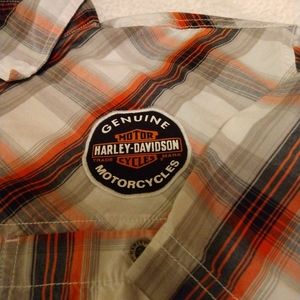 GENUINE
MOTOR
HARLEY-DAVIDSON
TRADE MARK
CYCLES
MOTORCYCLES